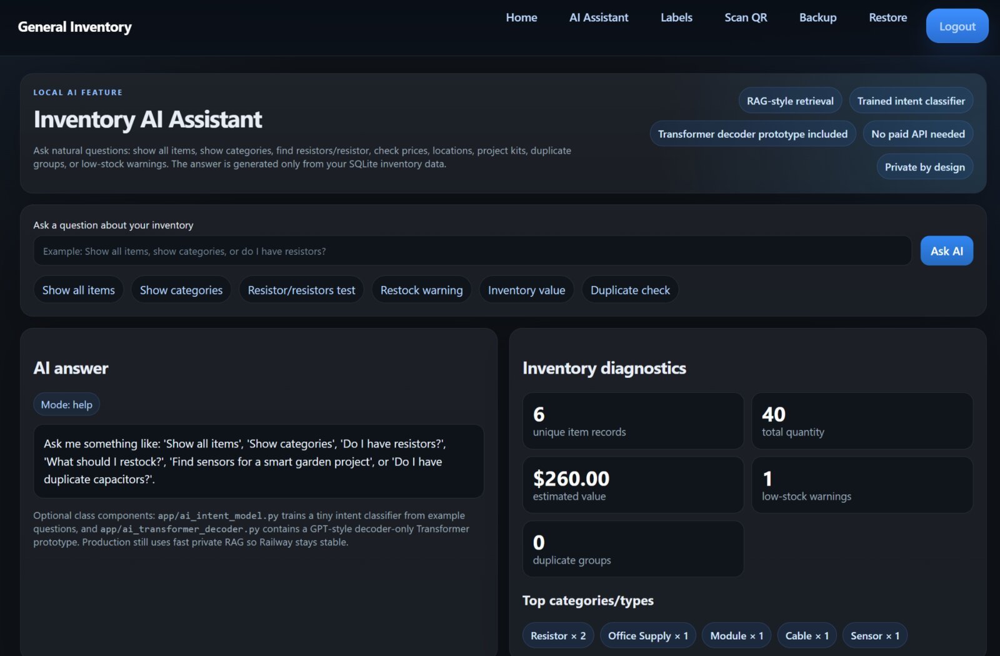 General Inventory
Home
AI Assistant
Labels
Scan QR
Backup
Restore
Logout
LOCAL AI FEATURE
Inventory AI Assistant
Ask natural questions: show all items, show categories, find resistors/resistor, check prices, locations, project kits, duplicate
groups, or low-stock warnings. The answer is generated only from your SQLite inventory data.
RAG-style retrieval
Trained intent classifier
Transformer decoder prototype included
No paid API needed
Private by design
Ask a question about your inventory
Example: Show all items, show categories, or do I have resistors?
Ask AI
Show all items
Show categories
Resistor/resistors test
Restock warning
Inventory value
Duplicate check
AI answer
Mode: help
Ask me something like: 'Show all items', 'Show categories', 'Do I have resistors?',
'What should I restock?', 'Find sensors for a smart garden project', or 'Do I have
duplicate capacitors?'.
Optional class components: app/ai_intent_model.py trains a tiny intent classifier from example
questions, and app/ai_transformer_decoder.py contains a GPT-style decoder-only Transformer
prototype. Production still uses fast private RAG so Railway stays stable.
Inventory diagnostics
6
unique item records
40
total quantity
$260.00
estimated value
1
low-stock warnings
0
duplicate groups
Top categories/types
Resistor × 2
Office Supply × 1
Module × 1
Cable × 1
Sensor × 1